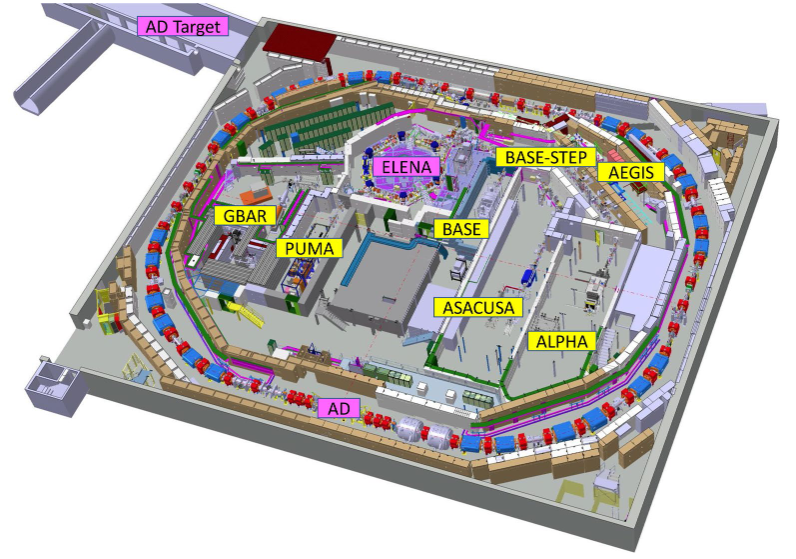 AD Target
ELENA
BASE-STEP
AEGIS
GBAR
PUMA
BASE
ASACUSA
ALPHA
AD